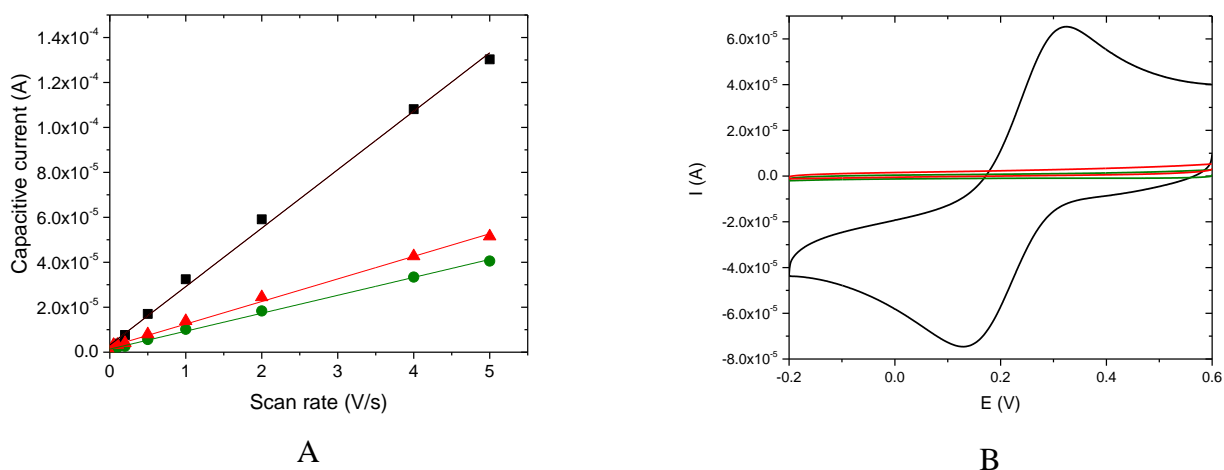 1.4x10⁻⁴
1.2x10⁻⁴
1.0x10⁻⁴
8.0x10⁻⁵
6.0x10⁻⁵
4.0x10⁻⁵
2.0x10⁻⁵
0.0
Capacitive current (A)
0 1 2 3 4 5
Scan rate (V/s)
A
6.0x10⁻⁵
4.0x10⁻⁵
2.0x10⁻⁵
0.0
-2.0x10⁻⁵
-4.0x10⁻⁵
-6.0x10⁻⁵
-8.0x10⁻⁵
I (A)
-0.2 0.0 0.2 0.4 0.6
E (V)
B